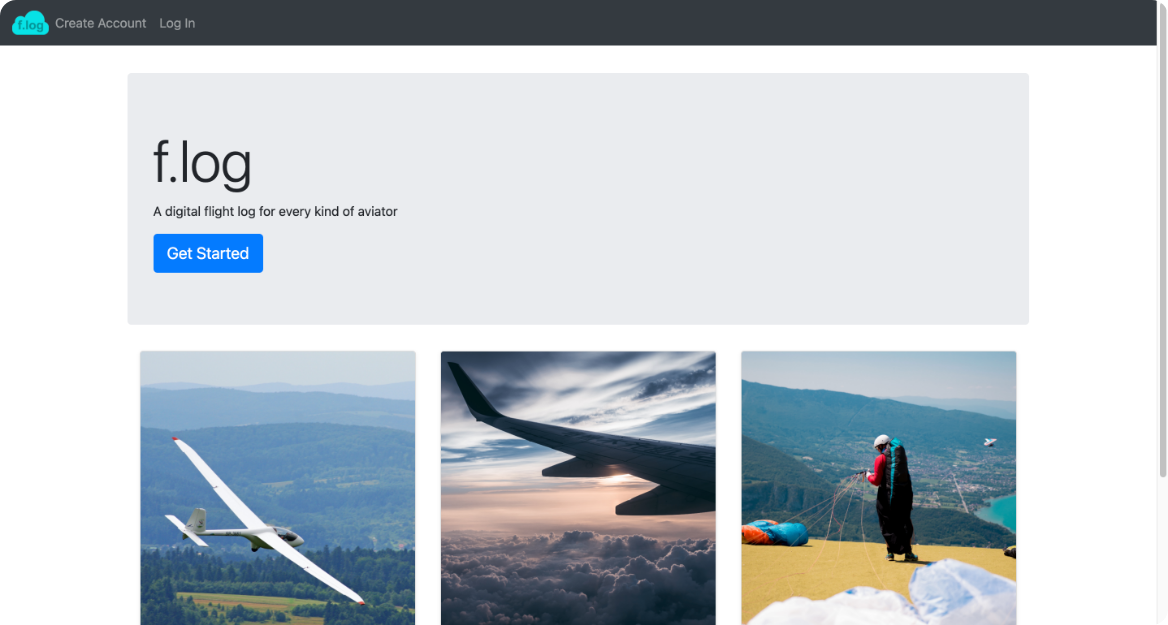 f.log Create Account Log In
f.log
A digital flight log for every kind of aviator
Get Started